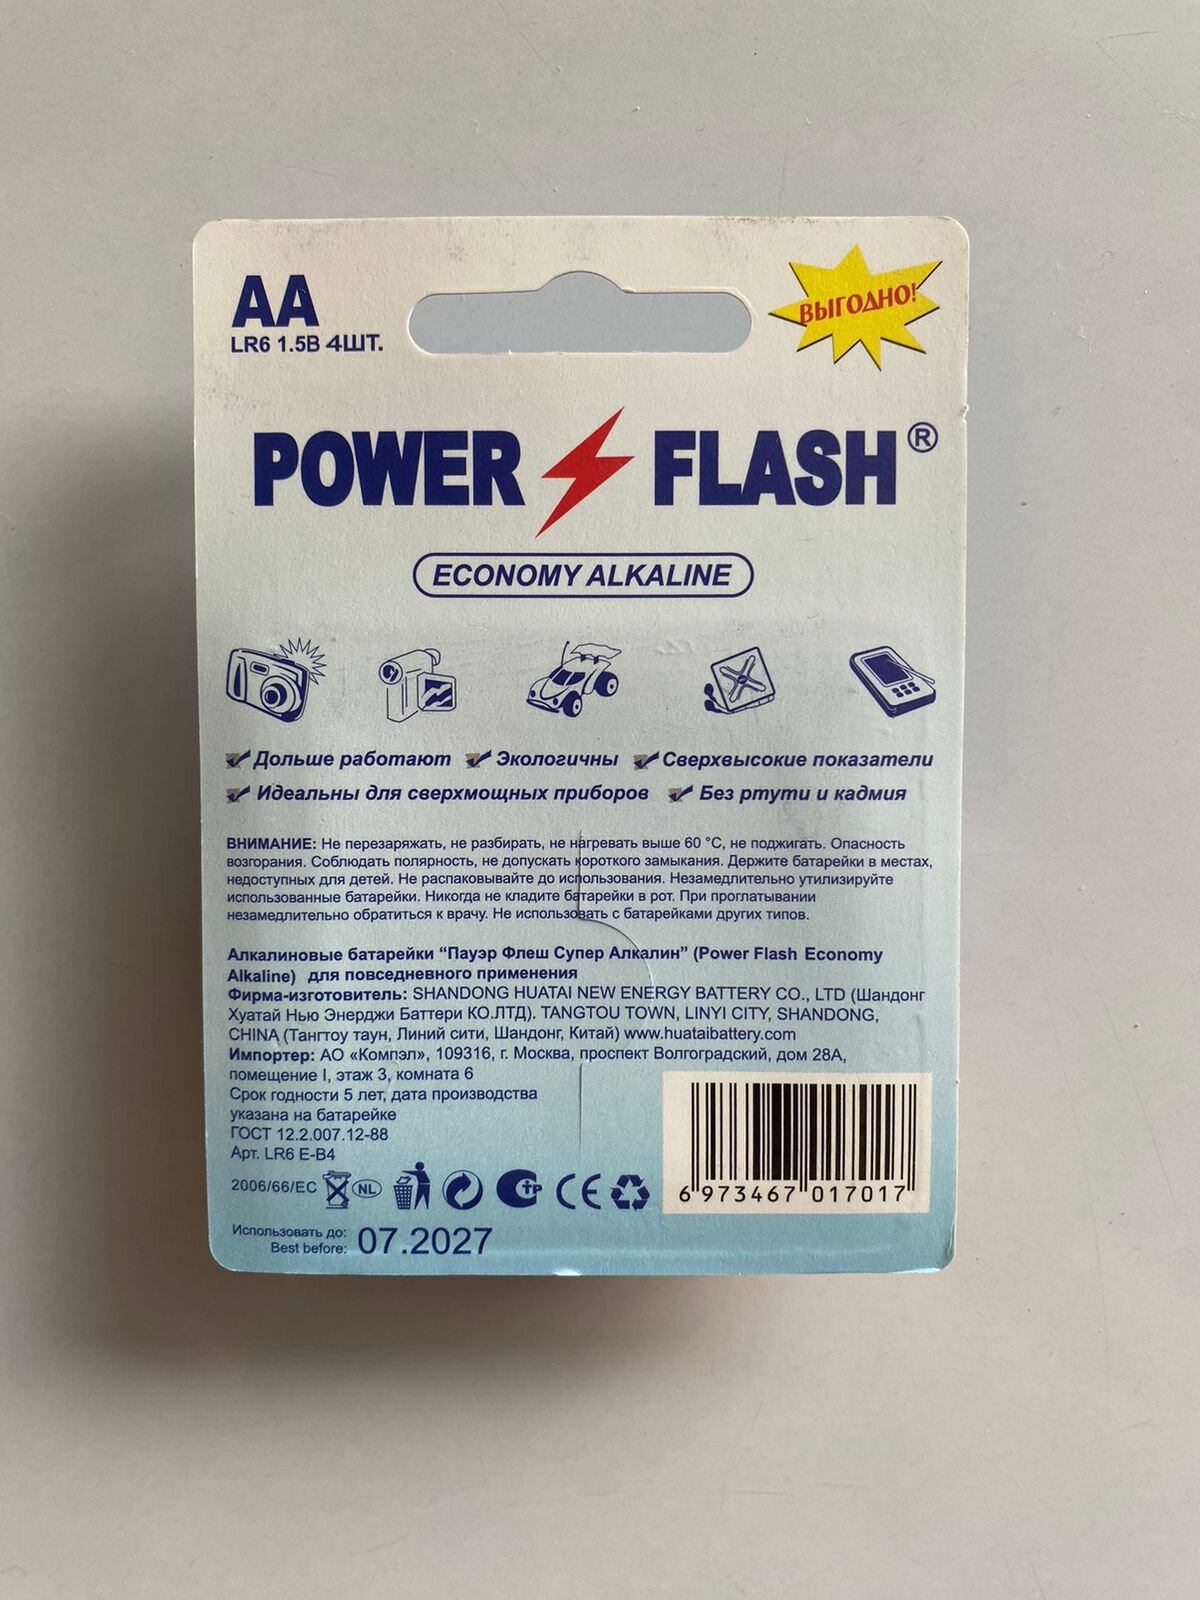 AA
LR6 1.5В 4ШТ.
ВЫГОДНО!
POWER FLASH®
ECONOMY ALKALINE
Дольше работают Экологичны Сверхвысокие показатели
Идеальны для сверхмощных приборов Без ртути и кадмия
ВНИМАНИЕ: Не перезаряжать, не разбирать, не нагревать выше 60 °C, не поджигать. Опасность
возгорания. Соблюдать полярность, не допускать короткого замыкания. Держите батарейки в местах,
недоступных для детей. Не распаковывайте до использования. Незамедлительно утилизируйте
использованные батарейки. Никогда не кладите батарейки в рот. При проглатывании
незамедлительно обратиться к врачу. Не использовать с батарейками других типов.
Алкалиновые батарейки “Пауэр Флеш Супер Алкалин” (Power Flash Economy
Alkaline) для повседневного применения
Фирма-изготовитель: SHANDONG HUATAI NEW ENERGY BATTERY CO., LTD (Шандонг
Хуатай Нью Энерджи Баттери КО.ЛТД). TANGTOU TOWN, LINYI CITY, SHANDONG,
CHINA (Тангтоу таун, Линий сити, Шандонг, Китай) www.huataibattery.com
Импортер: АО «Компэл», 109316, г. Москва, проспект Волгоградский, дом 28А,
помещение I, этаж 3, комната 6
Срок годности 5 лет, дата производства
указана на батарейке
ГОСТ 12.2.007.12-88
Арт. LR6 E-B4
2006/66/EC NL CE
6 973467 017017
Использовать до:
Best before: 07.2027